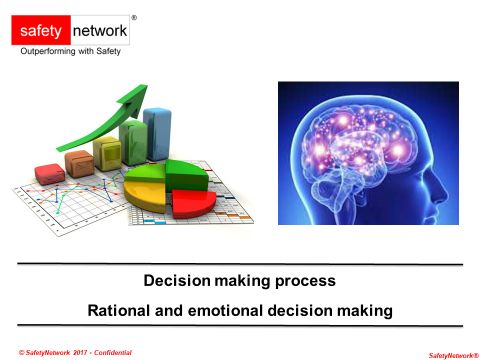 safety network®
Outperforming with Safety
Decision making process
Rational and emotional decision making
© SafetyNetwork 2017 - Confidential
SafetyNetwork®